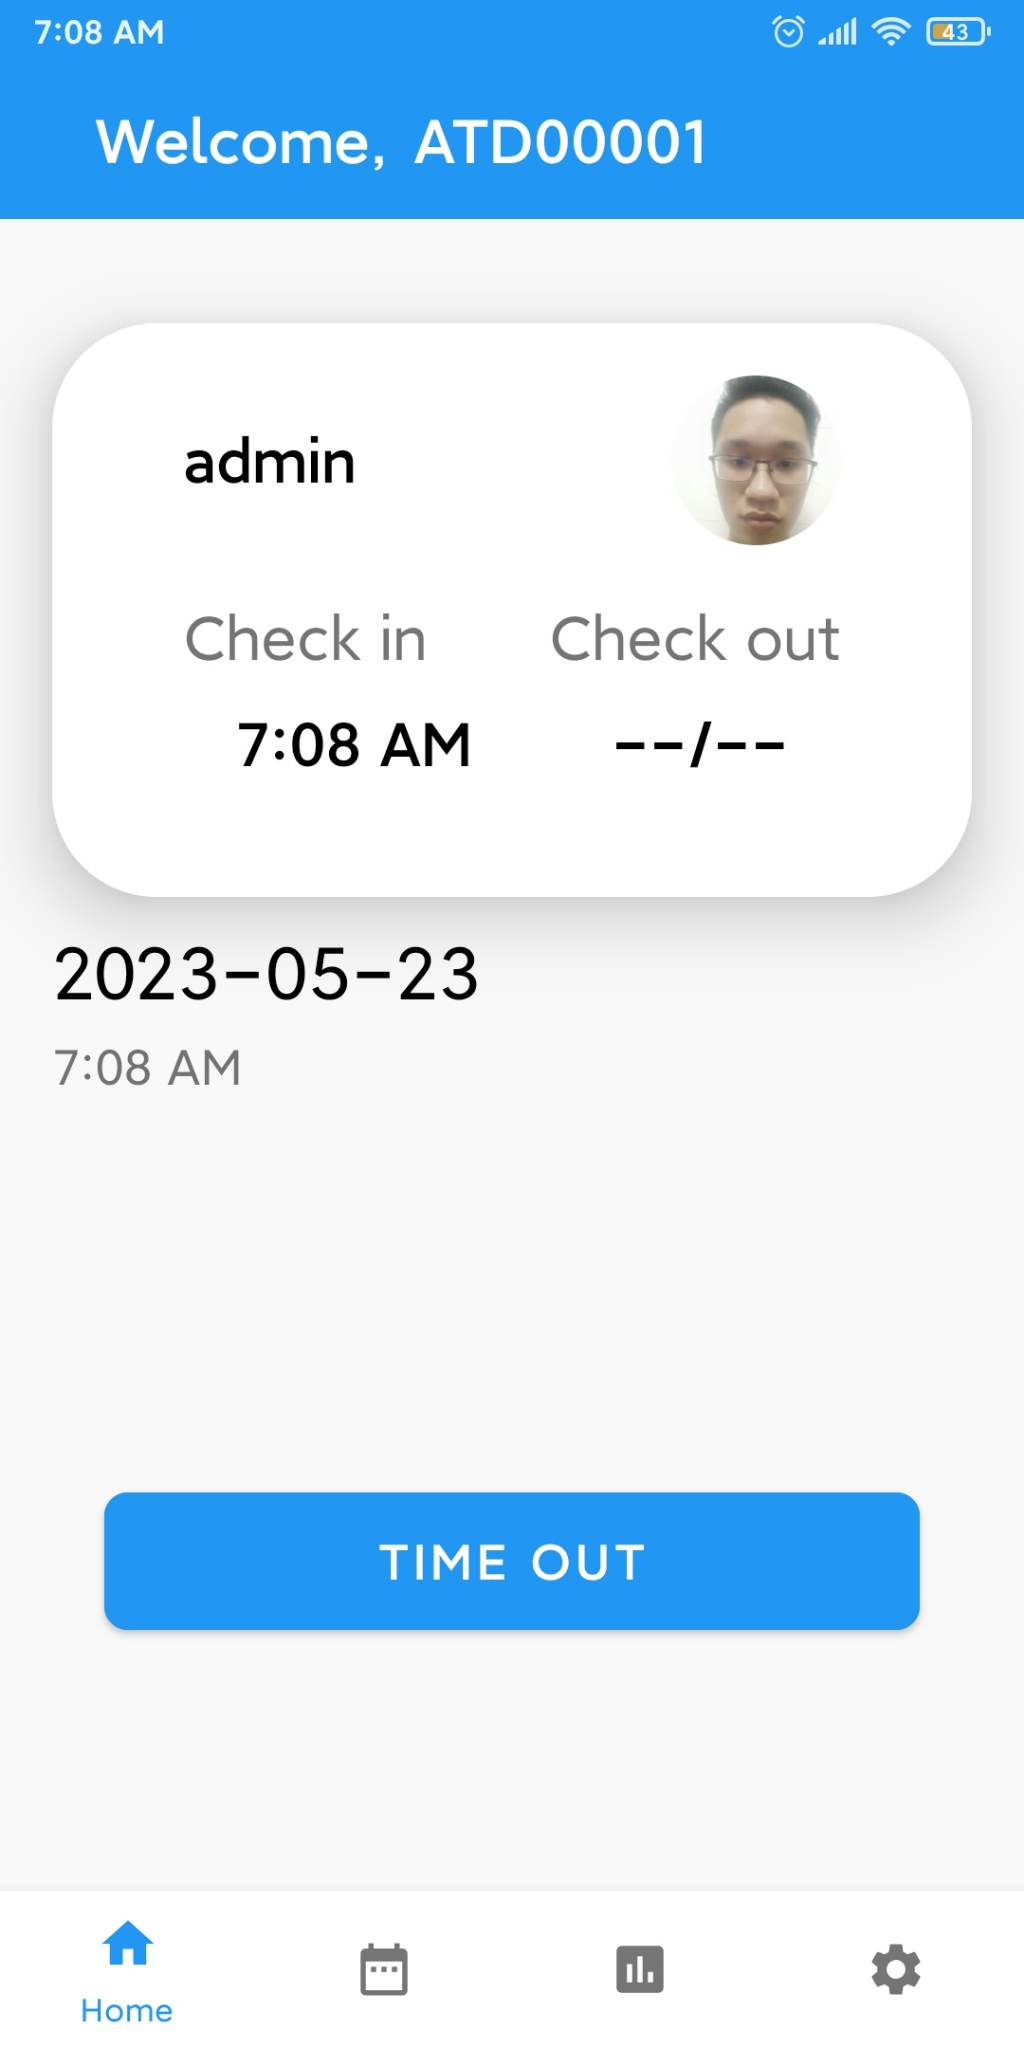 7:08 AM 43
Welcome, ATD00001
admin
Check in Check out
7:08 AM --/--
2023-05-23
7:08 AM
TIME OUT
Home